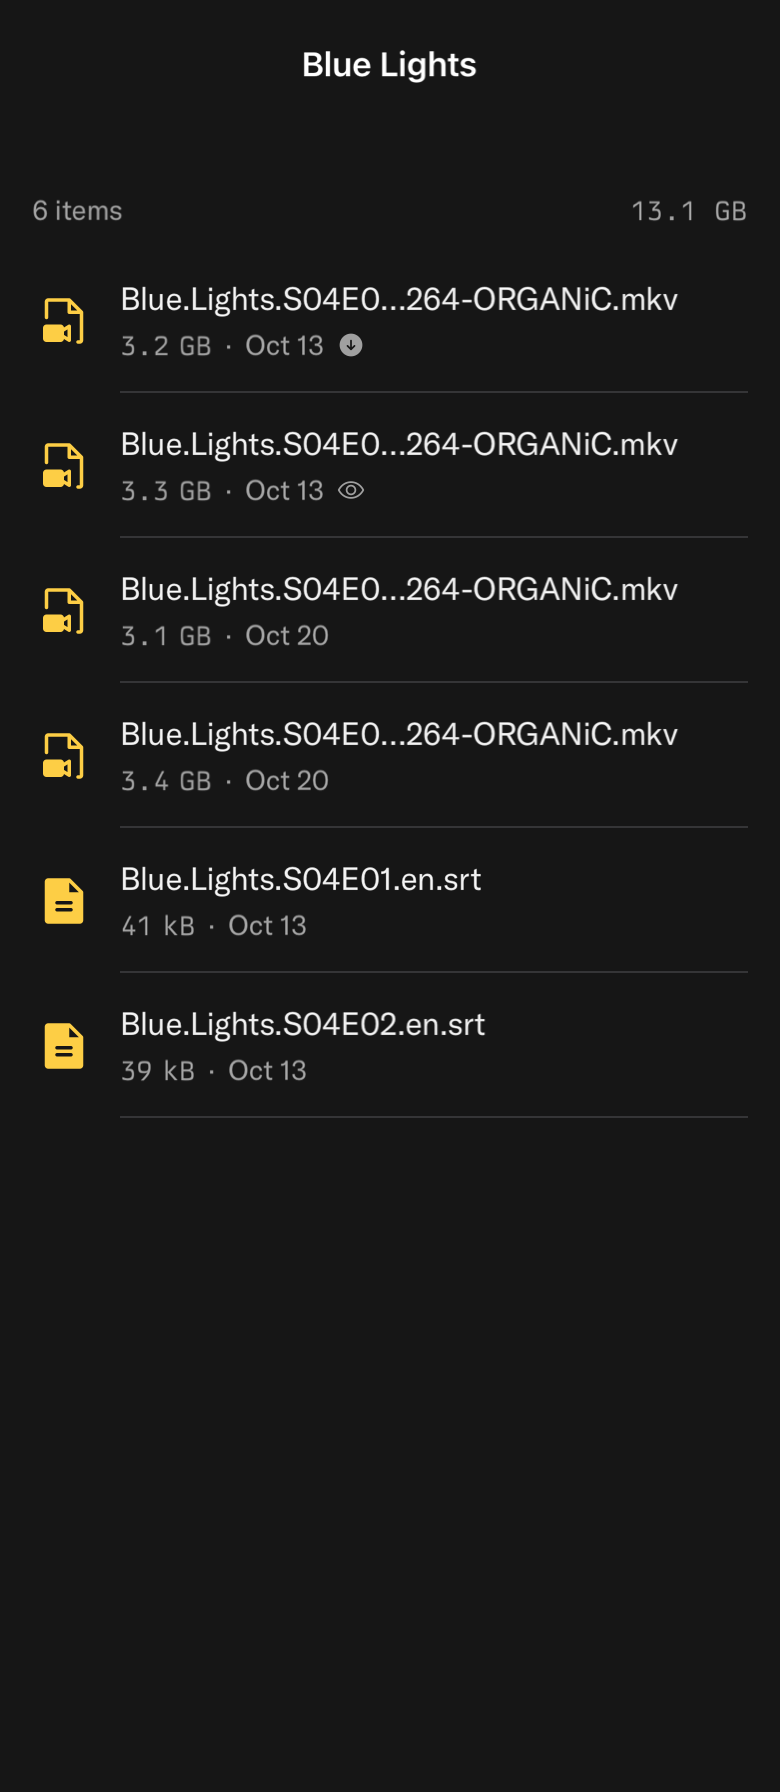 Blue Lights
6 items
13.1 GB
Blue.Lights.S04E0...264-ORGANiC.mkv
3.2 GB · Oct 13
Blue.Lights.S04E0...264-ORGANiC.mkv
3.3 GB · Oct 13
Blue.Lights.S04E0...264-ORGANiC.mkv
3.1 GB · Oct 20
Blue.Lights.S04E0...264-ORGANiC.mkv
3.4 GB · Oct 20
Blue.Lights.S04E01.en.srt
41 kB · Oct 13
Blue.Lights.S04E02.en.srt
39 kB · Oct 13